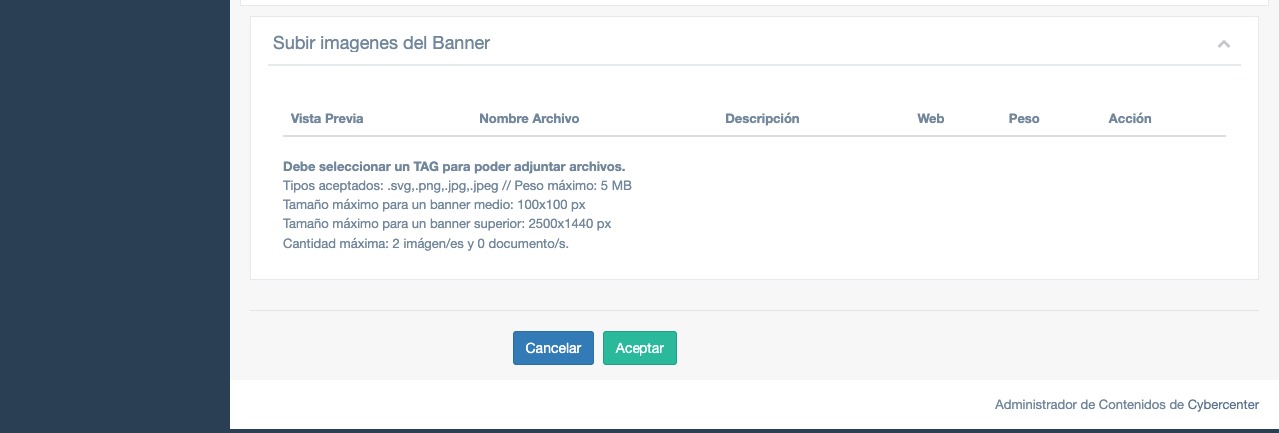 Subir imagenes del Banner
Vista Previa Nombre Archivo Descripción Web Peso Acción
Debe seleccionar un TAG para poder adjuntar archivos.
Tipos aceptados: .svg,.png,.jpg,.jpeg // Peso máximo: 5 MB
Tamaño máximo para un banner medio: 100x100 px
Tamaño máximo para un banner superior: 2500x1440 px
Cantidad máxima: 2 imágen/es y 0 documento/s.
Cancelar Aceptar
Administrador de Contenidos de Cybercenter